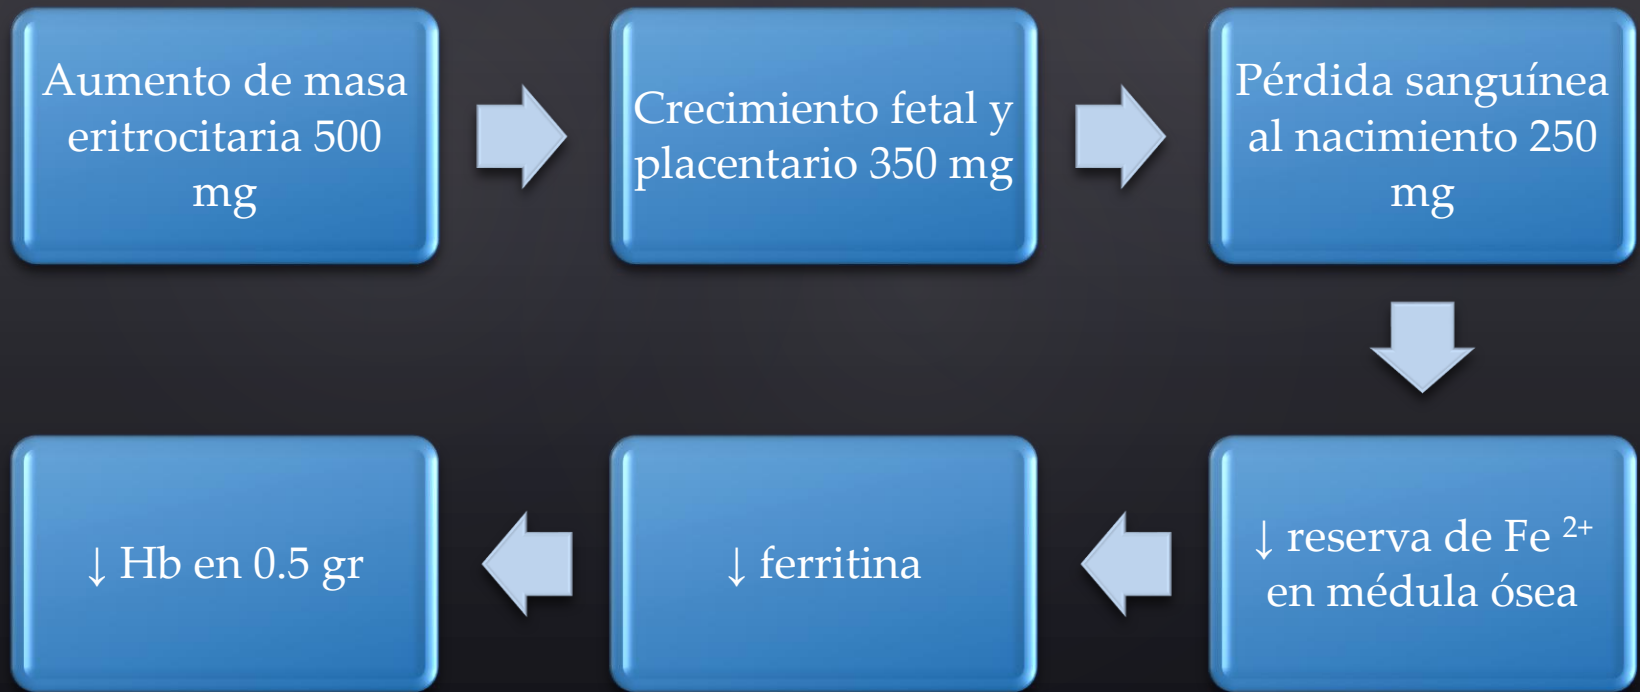 Aumento de masa
eritrocitaria 500
mg
Crecimiento fetal y
placentario 350 mg
Pérdida sanguínea
al nacimiento 250
mg
↓ reserva de Fe ²⁺
en médula ósea
↓ ferritina
↓ Hb en 0.5 gr